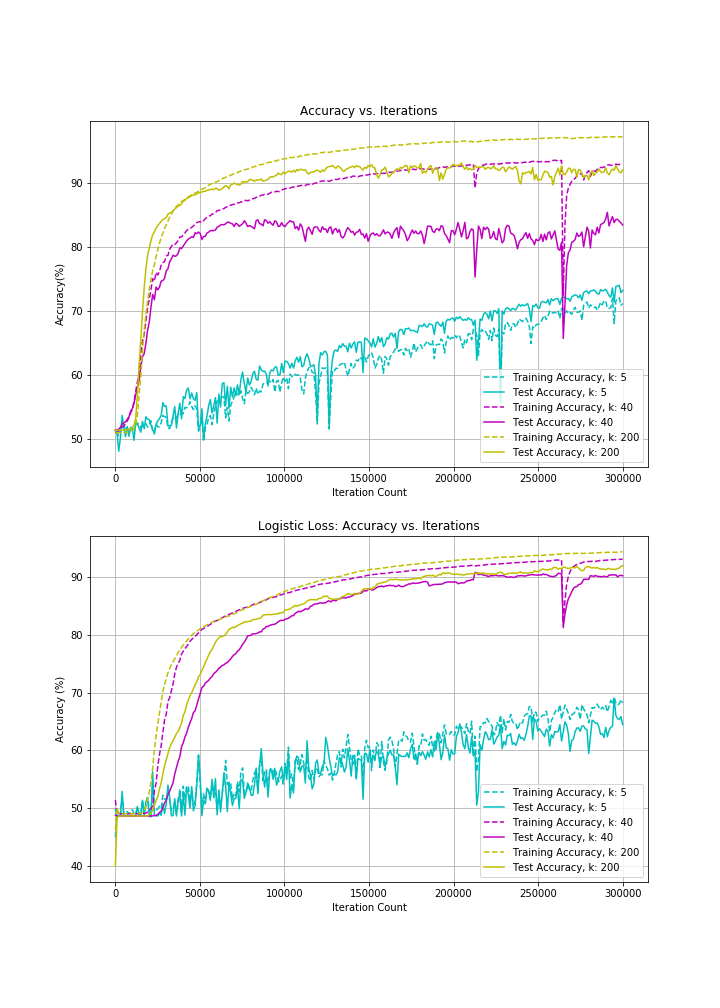 Accuracy vs. Iterations
90
80
70
60
50
Accuracy(%)
0 50000 100000 150000 200000 250000 300000
Iteration Count
Training Accuracy, k: 5
Test Accuracy, k: 5
Training Accuracy, k: 40
Test Accuracy, k: 40
Training Accuracy, k: 200
Test Accuracy, k: 200
Logistic Loss: Accuracy vs. Iterations
90
80
70
60
50
40
Accuracy (%)
0 50000 100000 150000 200000 250000 300000
Iteration Count
Training Accuracy, k: 5
Test Accuracy, k: 5
Training Accuracy, k: 40
Test Accuracy, k: 40
Training Accuracy, k: 200
Test Accuracy, k: 200